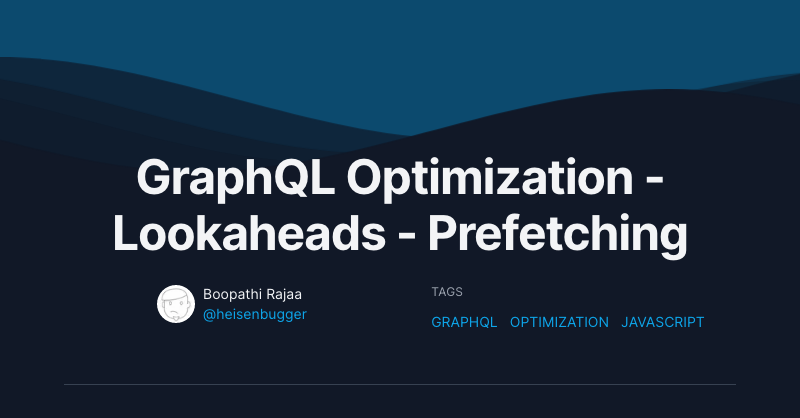 GraphQL Optimization -
Lookaheads - Prefetching
Boopathi Rajaa
@heisenbugger
TAGS
GRAPHQL OPTIMIZATION JAVASCRIPT